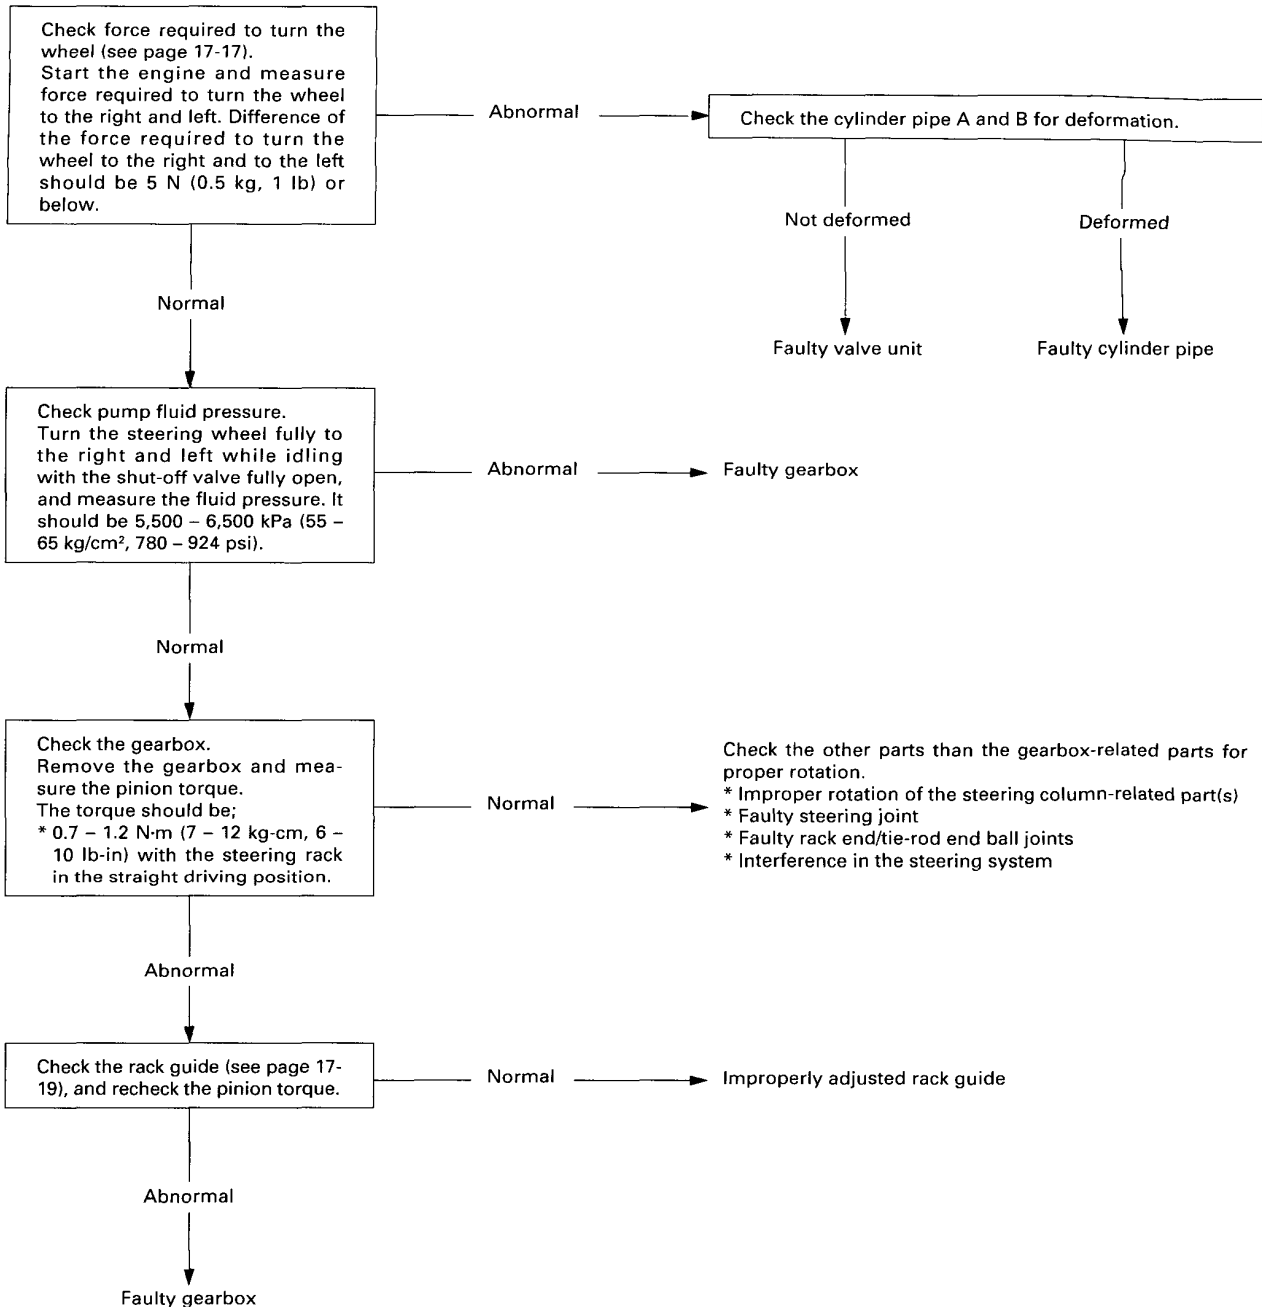 Check force required to turn the
wheel (see page 17-17).
Start the engine and measure
force required to turn the wheel
to the right and left. Difference of
the force required to turn the
wheel to the right and to the left
should be 5 N (0.5 kg, 1 lb) or
below.
Abnormal
Check the cylinder pipe A and B for deformation.
Not deformed
Deformed
Faulty valve unit
Faulty cylinder pipe
Normal
Check pump fluid pressure.
Turn the steering wheel fully to
the right and left while idling
with the shut-off valve fully open,
and measure the fluid pressure. It
should be 5,500 – 6,500 kPa (55 –
65 kg/cm², 780 – 924 psi).
Abnormal
Faulty gearbox
Normal
Check the gearbox.
Remove the gearbox and mea-
sure the pinion torque.
The torque should be;
* 0.7 – 1.2 N·m (7 – 12 kg-cm, 6 –
10 lb-in) with the steering rack
in the straight driving position.
Normal
Check the other parts than the gearbox-related parts for
proper rotation.
* Improper rotation of the steering column-related part(s)
* Faulty steering joint
* Faulty rack end/tie-rod end ball joints
* Interference in the steering system
Abnormal
Check the rack guide (see page 17-
19), and recheck the pinion torque.
Normal
Improperly adjusted rack guide
Abnormal
Faulty gearbox